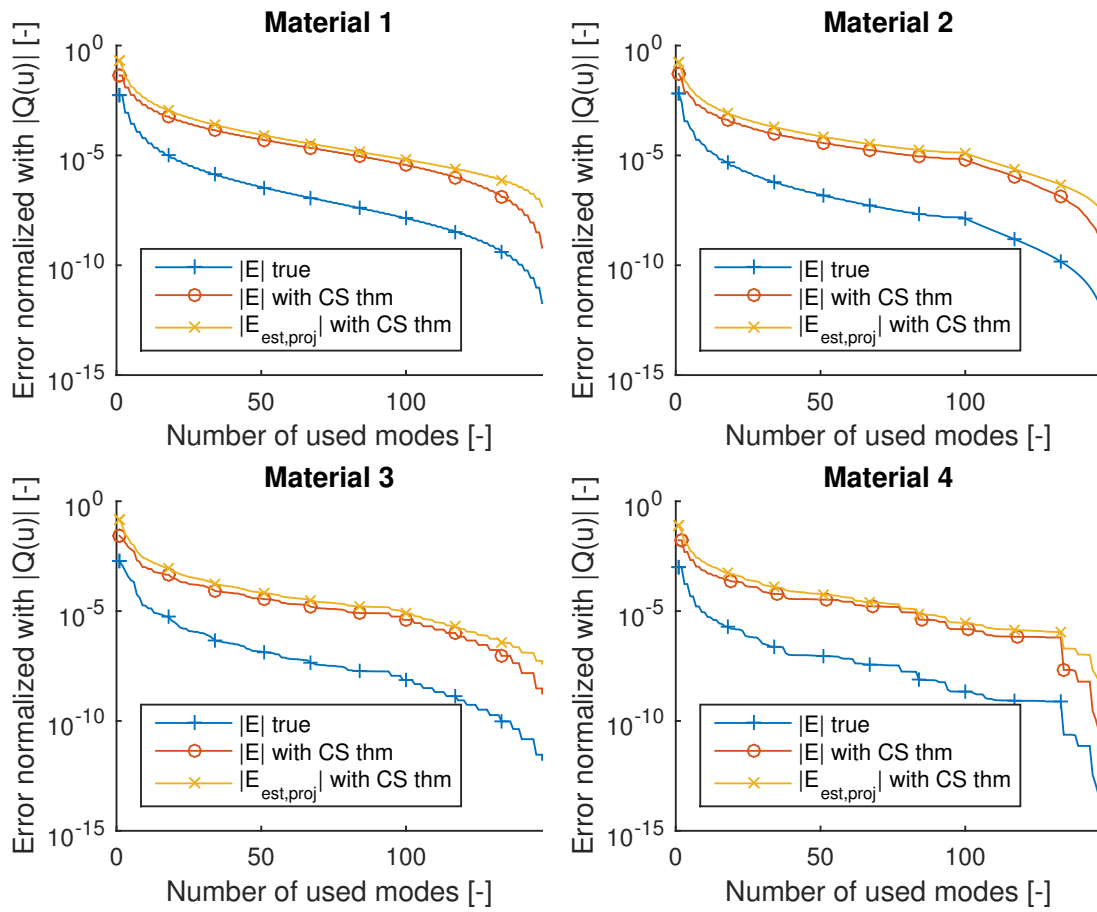 Material 1
Error normalized with |Q(u)| [-]
10^0
10^-5
10^-10
10^-15
|E| true
|E| with CS thm
|E_est,proj| with CS thm
0 50 100
Number of used modes [-]
Material 2
Error normalized with |Q(u)| [-]
10^0
10^-5
10^-10
10^-15
|E| true
|E| with CS thm
|E_est,proj| with CS thm
0 50 100
Number of used modes [-]
Material 3
Error normalized with |Q(u)| [-]
10^0
10^-5
10^-10
10^-15
|E| true
|E| with CS thm
|E_est,proj| with CS thm
0 50 100
Number of used modes [-]
Material 4
Error normalized with |Q(u)| [-]
10^0
10^-5
10^-10
10^-15
|E| true
|E| with CS thm
|E_est,proj| with CS thm
0 50 100
Number of used modes [-]